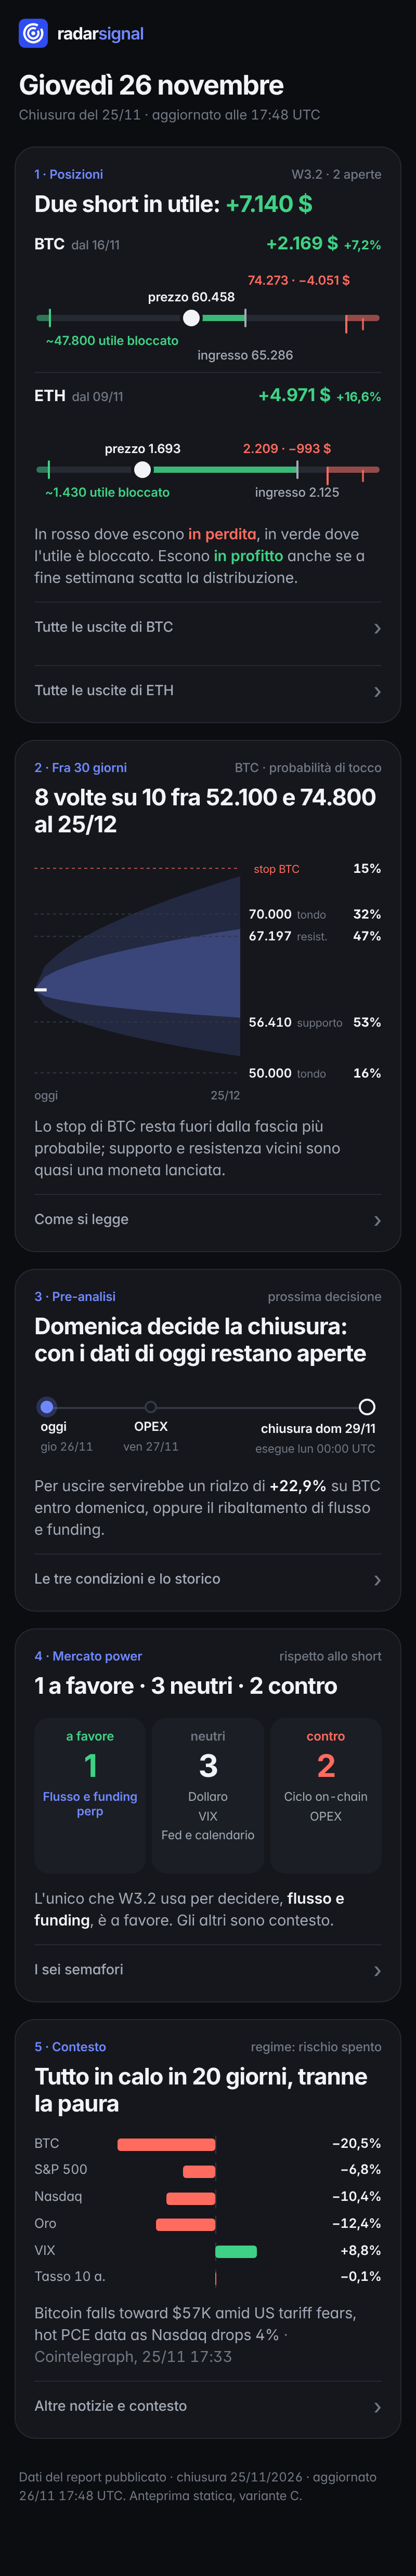 radarsignal
Giovedì 26 novembre
Chiusura del 25/11 · aggiornato alle 17:48 UTC
1 · Posizioni
W3.2 · 2 aperte
Due short in utile: +7.140 $
BTC dal 16/11
+2.169 $ +7,2%
74.273 · −4.051 $
prezzo 60.458
~47.800 utile bloccato
ingresso 65.286
ETH dal 09/11
+4.971 $ +16,6%
prezzo 1.693
2.209 · −993 $
~1.430 utile bloccato
ingresso 2.125
In rosso dove escono in perdita, in verde dove
l'utile è bloccato. Escono in profitto anche se a
fine settimana scatta la distribuzione.
Tutte le uscite di BTC
Tutte le uscite di ETH
2 · Fra 30 giorni
BTC · probabilità di tocco
8 volte su 10 fra 52.100 e 74.800
al 25/12
stop BTC 15%
70.000 tondo 32%
67.197 resist. 47%
56.410 supporto 53%
50.000 tondo 16%
oggi
25/12
Lo stop di BTC resta fuori dalla fascia più
probabile; supporto e resistenza vicini sono
quasi una moneta lanciata.
Come si legge
3 · Pre-analisi
prossima decisione
Domenica decide la chiusura:
con i dati di oggi restano aperte
oggi
gio 26/11
OPEX
ven 27/11
chiusura dom 29/11
esegue lun 00:00 UTC
Per uscire servirebbe un rialzo di +22,9% su BTC
entro domenica, oppure il ribaltamento di flusso
e funding.
Le tre condizioni e lo storico
4 · Mercato power
rispetto allo short
1 a favore · 3 neutri · 2 contro
a favore
1
Flusso e funding
perp
neutri
3
Dollaro
VIX
Fed e calendario
contro
2
Ciclo on-chain
OPEX
L'unico che W3.2 usa per decidere, flusso e
funding, è a favore. Gli altri sono contesto.
I sei semafori
5 · Contesto
regime: rischio spento
Tutto in calo in 20 giorni, tranne
la paura
BTC −20,5%
S&P 500 −6,8%
Nasdaq −10,4%
Oro −12,4%
VIX +8,8%
Tasso 10 a. −0,1%
Bitcoin falls toward $57K amid US tariff fears,
hot PCE data as Nasdaq drops 4% ·
Cointelegraph, 25/11 17:33
Altre notizie e contesto
Dati del report pubblicato · chiusura 25/11/2026 · aggiornato
26/11 17:48 UTC. Anteprima statica, variante C.